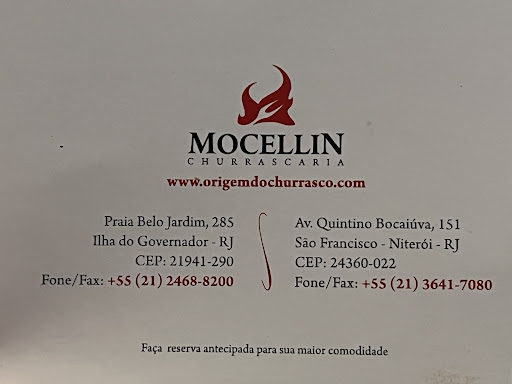 MOCELLIN
CHURRASCARIA
www.origemdochurrasco.com
Praia Belo Jardim, 285
Ilha do Governador - RJ
CEP: 21941-290
Fone/Fax: +55 (21) 2468-8200
Av. Quintino Bocaiúva, 151
São Francisco - Niterói - RJ
CEP: 24360-022
Fone/Fax: +55 (21) 3641-7080
Faça reserva antecipada para sua maior comodidade